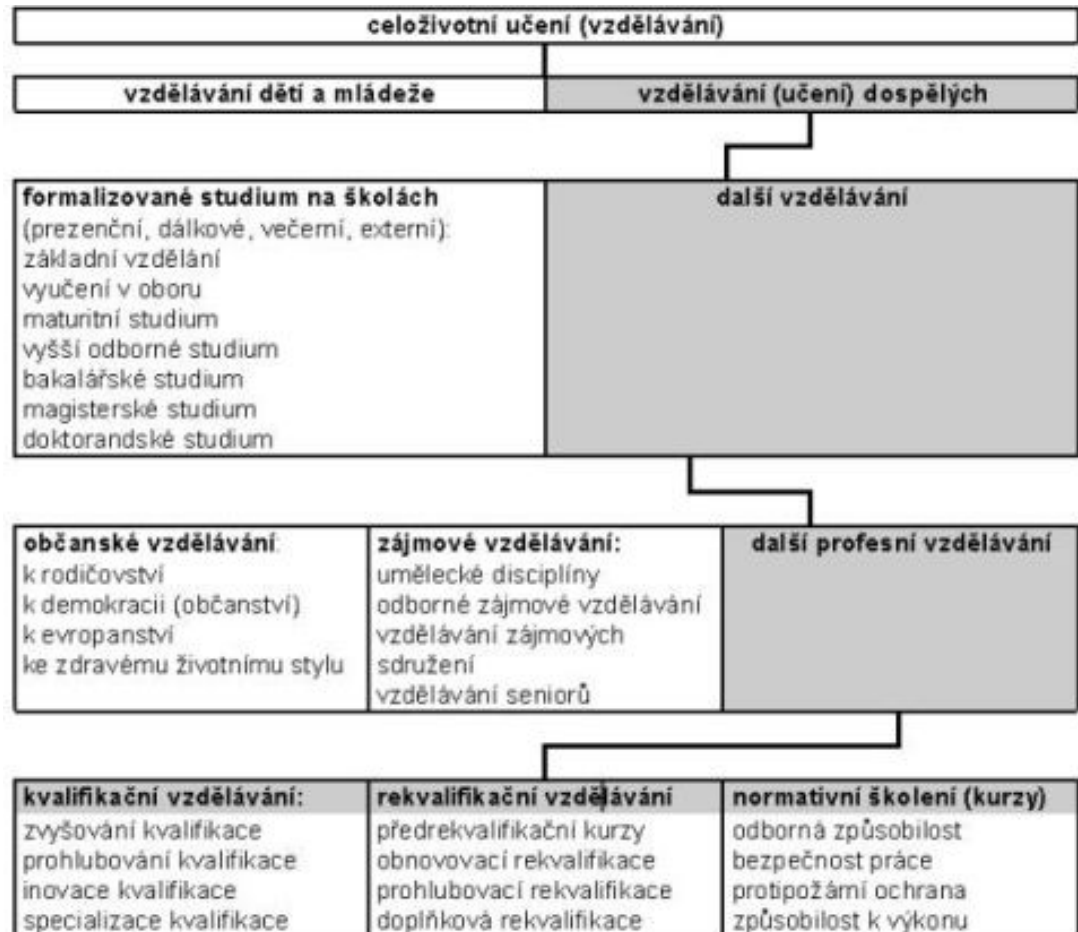 celoživotní učení (vzdělávání)
vzdělávání dětí a mládeže
vzdělávání (učení) dospělých
formalizované studium na školách
(prezenční, dálkové, večerní, externí):
základní vzdělání
vyučení v oboru
maturitní studium
vyšší odborné studium
bakalářské studium
magisterské studium
doktorandské studium
další vzdělávání
občanské vzdělávání:
k rodičovství
k demokracii (občanství)
k evropanství
ke zdravému životnímu stylu
zájmové vzdělávání:
umělecké disciplíny
odborné zájmové vzdělávání
vzdělávání zájmových
sdružení
vzdělávání seniorů
další profesní vzdělávání
kvalifikační vzdělávání:
zvyšování kvalifikace
prohlubování kvalifikace
inovace kvalifikace
specializace kvalifikace
rekvalifikační vzdělávání
předrekvalifikační kurzy
obnovovací rekvalifikace
prohlubovací rekvalifikace
doplňková rekvalifikace
normativní školení (kurzy)
odborná způsobilost
bezpečnost práce
protipožární ochrana
způsobilost k výkonu